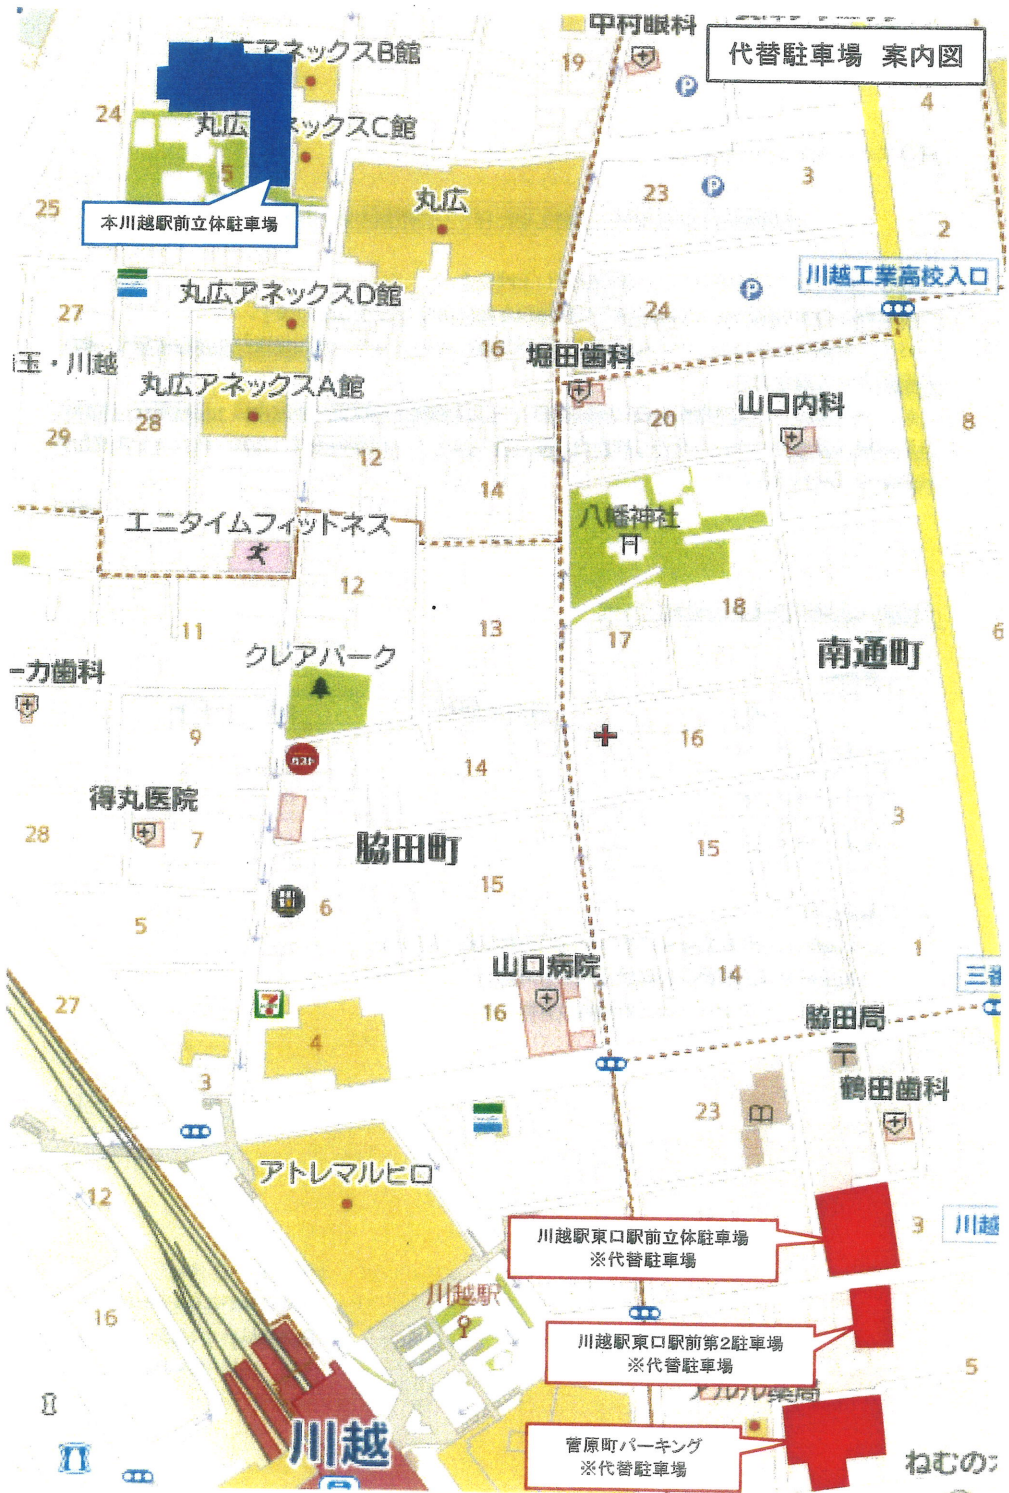 中村眼科
代替駐車場 案内図
丸広アネックスB館
19
4
24
丸広アネックスC館
5
3
23
25
丸広
本川越駅前立体駐車場
2
川越工業高校入口
丸広アネックスD館
27
24
16
堀田歯科
玉・川越
丸広アネックスA館
山口内科
28
20
8
29
12
14
エニタイムフィットネス
八幡神社
12
18
11
13
17
6
クレアパーク
南通町
一力歯科
9
16
ガスト
14
得丸医院
3
28
7
脇田町
15
15
6
5
1
山口病院
14
27
16
脇田局
4
3
鶴田歯科
23
アトレマルヒロ
12
川越駅東口駅前立体駐車場
※代替駐車場
3
川越
川越駅
16
川越駅東口駅前第2駐車場
※代替駐車場
5
川越
菅原町パーキング
※代替駐車場
ねむの